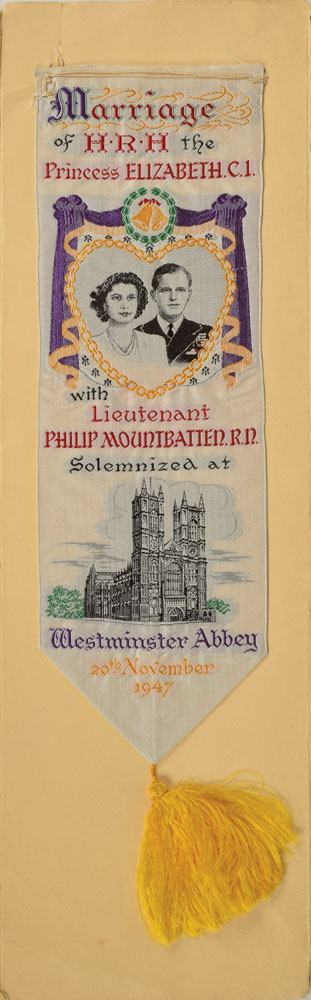 Marriage
of H·R·H the
Princess ELIZABETH.C.I.
with
Lieutenant
PHILIP MOUNTBATTEN.R.N.
Solemnized at
Westminster Abbey
20th November
1947